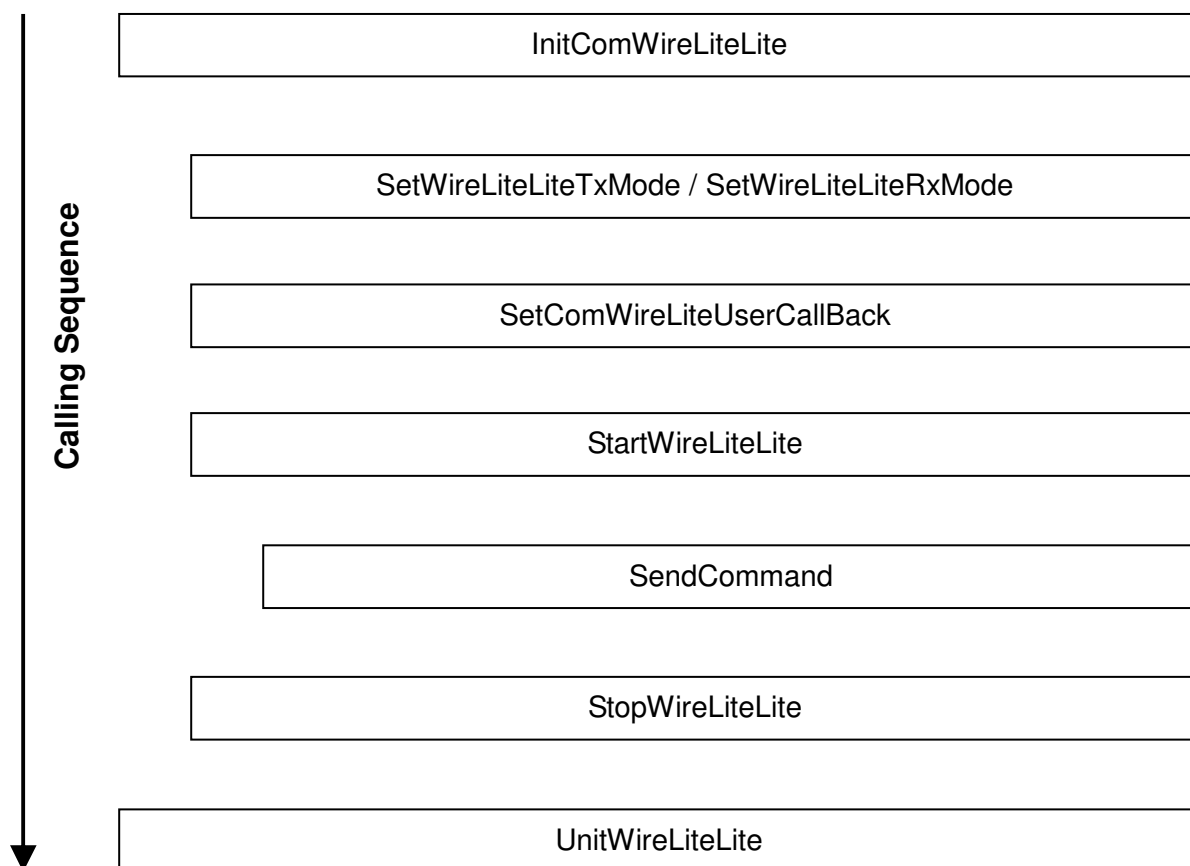 InitComWireLiteLite
SetWireLiteLiteTxMode / SetWireLiteLiteRxMode
SetComWireLiteUserCallBack
StartWireLiteLite
SendCommand
StopWireLiteLite
UnitWireLiteLite
Calling Sequence